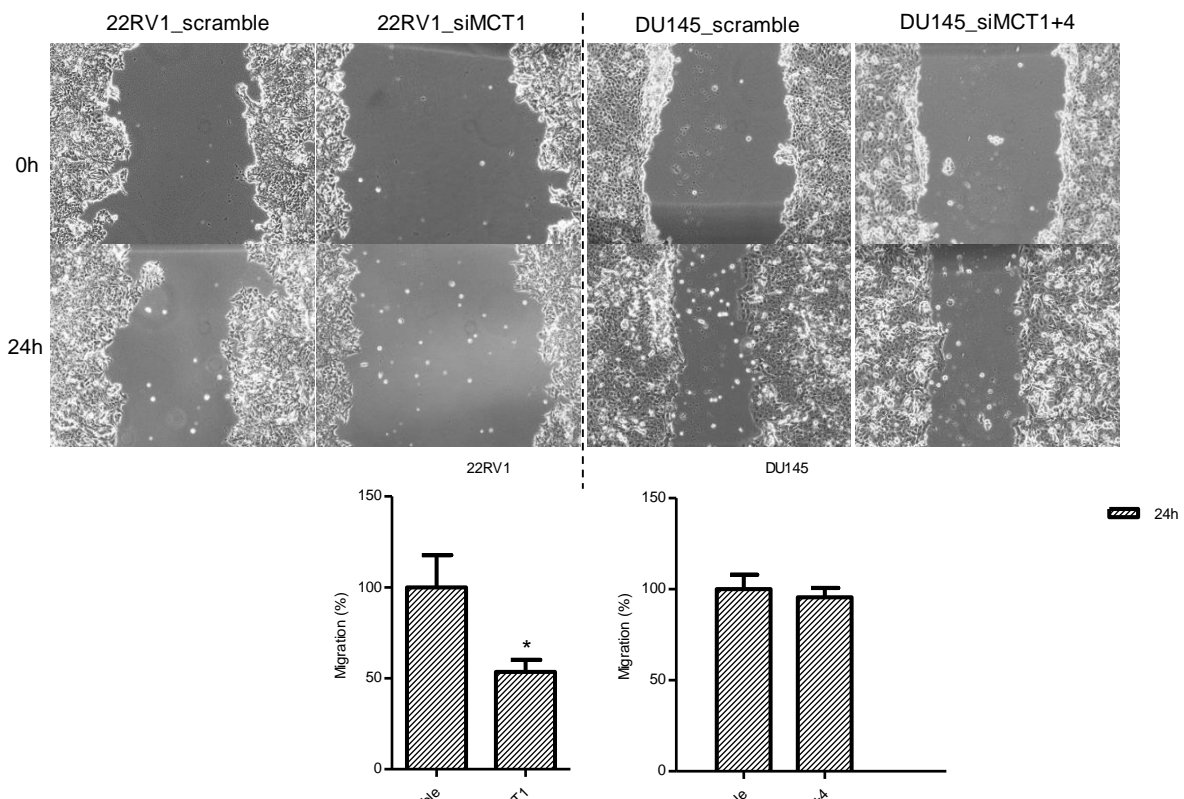 22RV1_scramble 22RV1_siMCT1 DU145_scramble DU145_siMCT1+4
0h
24h
22RV1 DU145
150 150
24h
100 100
Migration (%) Migration (%)
*
50 50
0 0